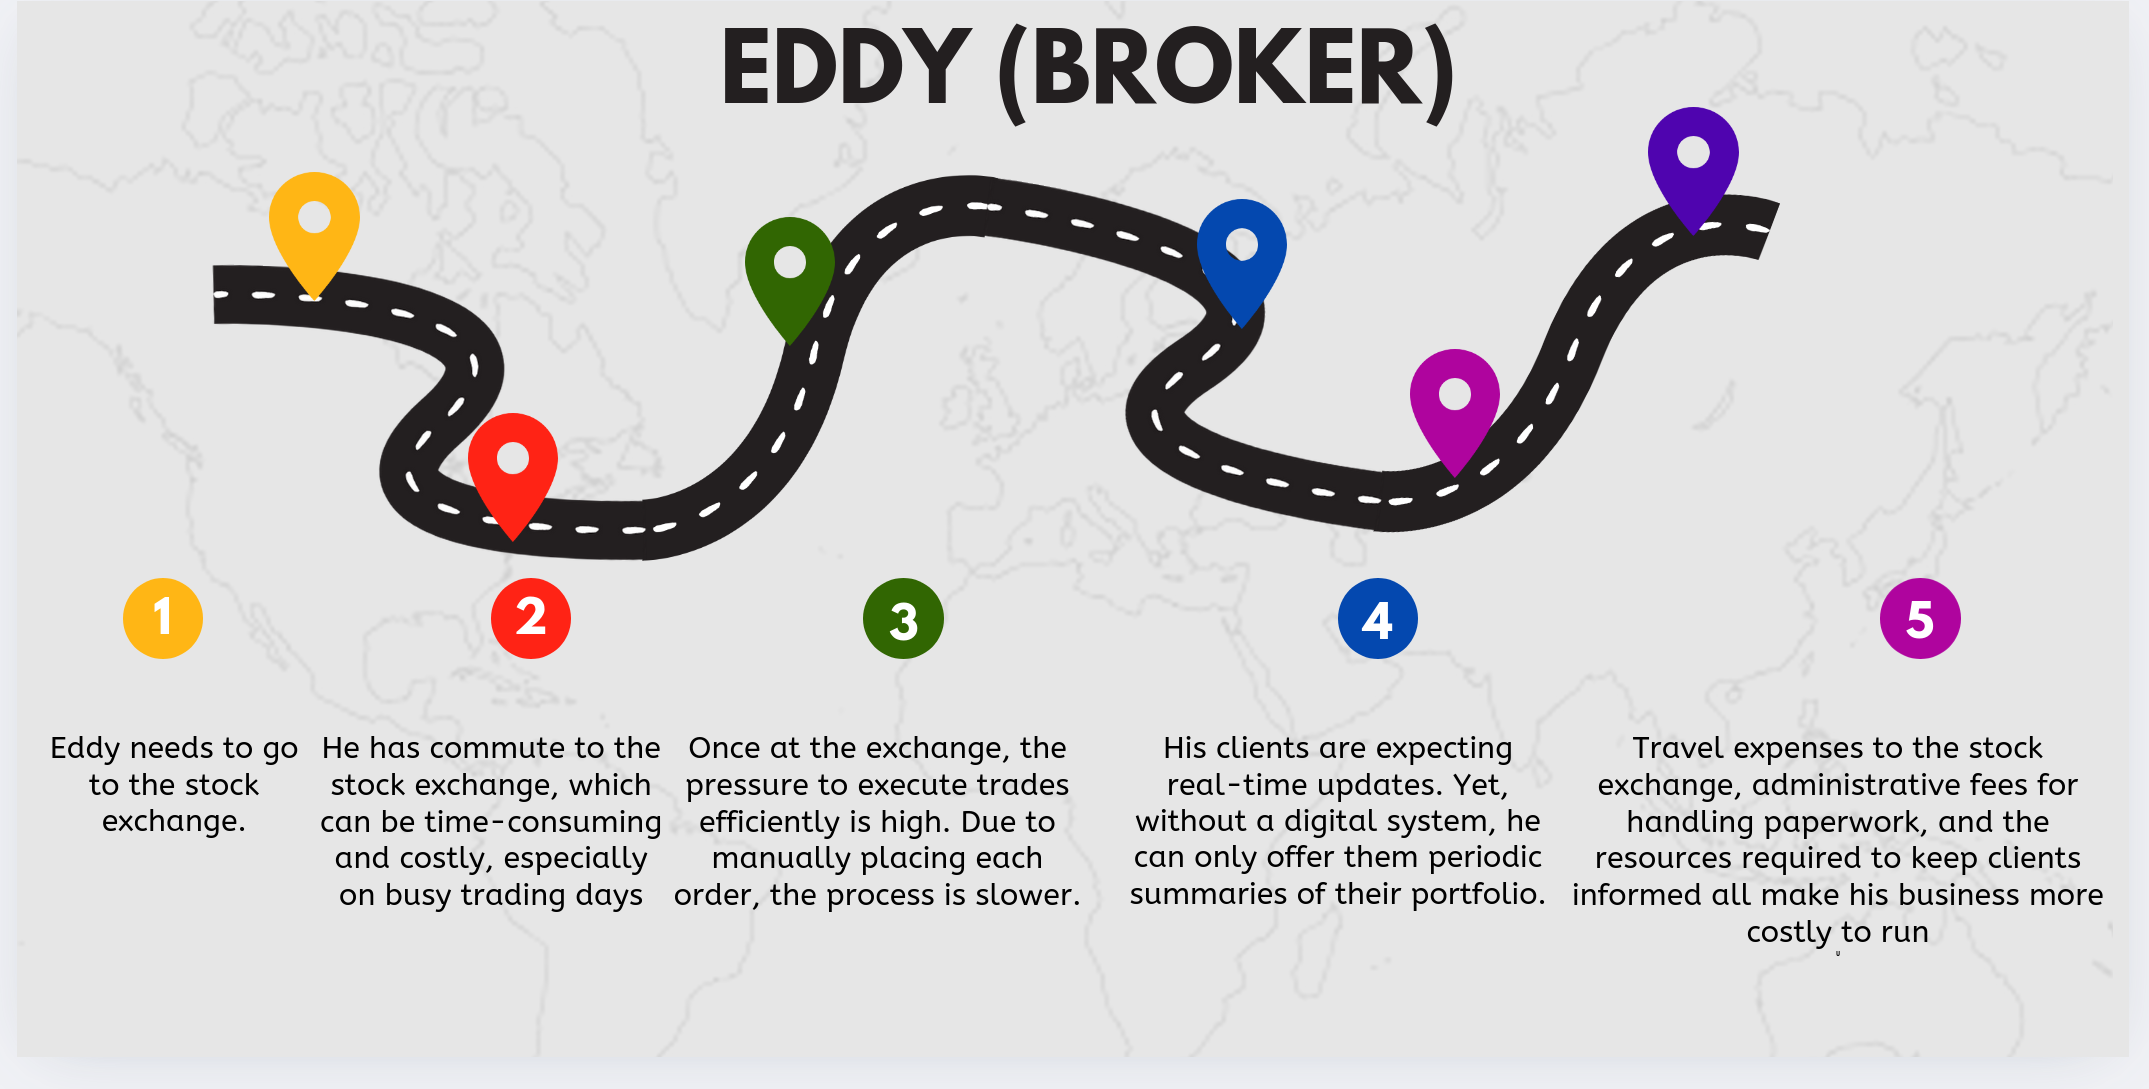 EDDY (BROKER)
1
2
3
4
5
Eddy needs to go
to the stock
exchange.
He has commute to the
stock exchange, which
can be time-consuming
and costly, especially
on busy trading days
Once at the exchange, the
pressure to execute trades
efficiently is high. Due to
manually placing each
order, the process is slower.
His clients are expecting
real-time updates. Yet,
without a digital system, he
can only offer them periodic
summaries of their portfolio.
Travel expenses to the stock
exchange, administrative fees for
handling paperwork, and the
resources required to keep clients
informed all make his business more
costly to run